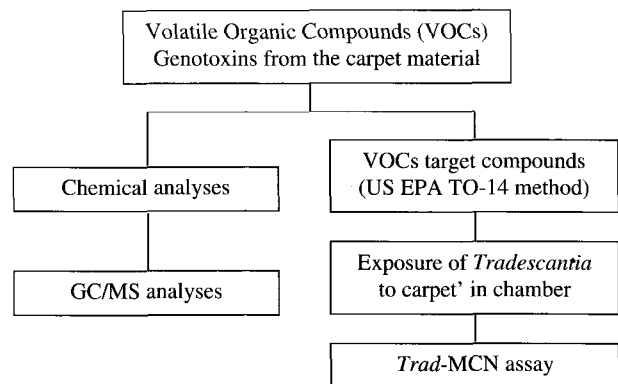 Volatile Organic Compounds (VOCs)
Genotoxins from the carpet material
Chemical analyses
GC/MS analyses
VOCs target compounds
(US EPA TO-14 method)
Exposure of Tradescantia
to carpet' in chamber
Trad-MCN assay